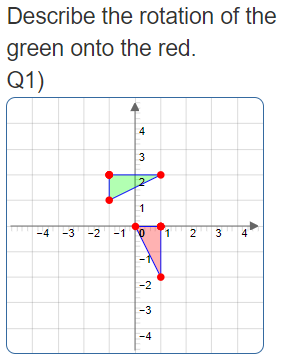 Describe the rotation of the
green onto the red.
Q1)
4
3
2
1
-4 -3 -2 -1 0 1 2 3 4
-1
-2
-3
-4